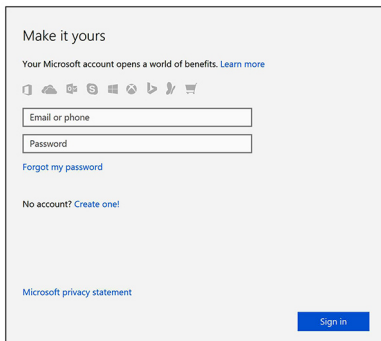 Make it yours
Your Microsoft account opens a world of benefits. Learn more
Email or phone
Password
Forgot my password
No account? Create one!
Microsoft privacy statement
Sign in